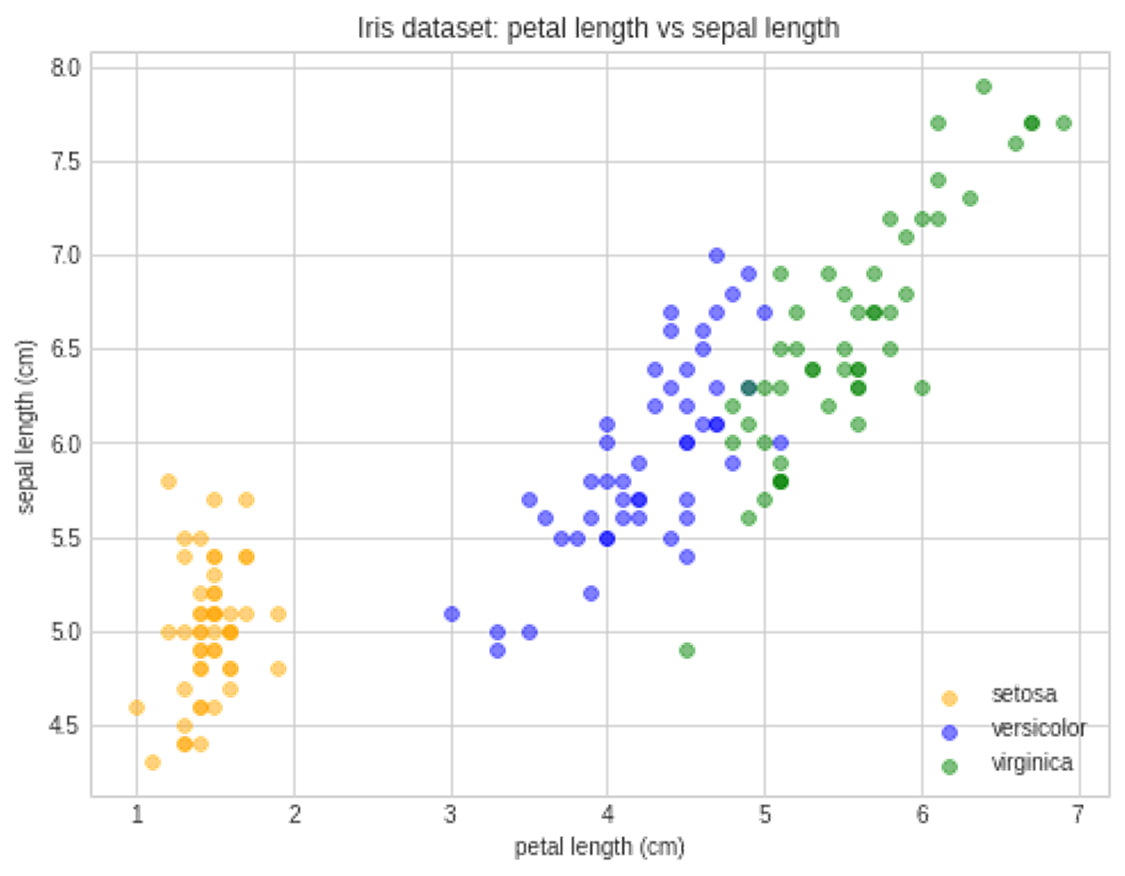 Iris dataset: petal length vs sepal length
8.0
7.5
7.0
6.5
6.0
5.5
5.0
4.5
sepal length (cm)
setosa
versicolor
virginica
1 2 3 4 5 6 7
petal length (cm)